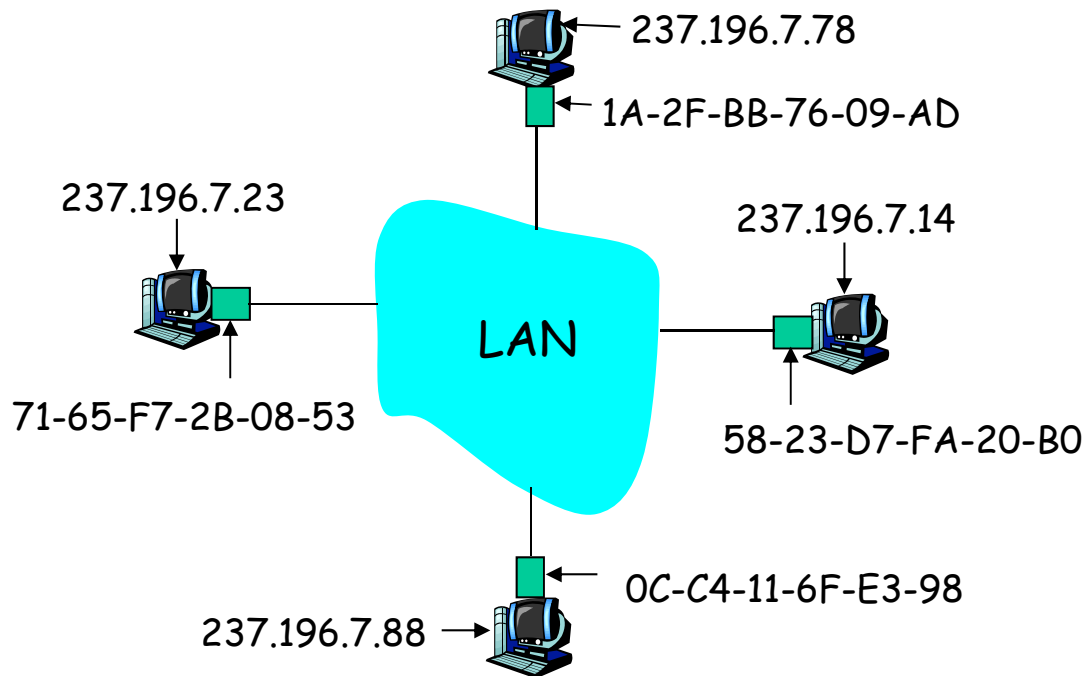 237.196.7.78
1A-2F-BB-76-09-AD
237.196.7.23
237.196.7.14
LAN
71-65-F7-2B-08-53
58-23-D7-FA-20-B0
0C-C4-11-6F-E3-98
237.196.7.88